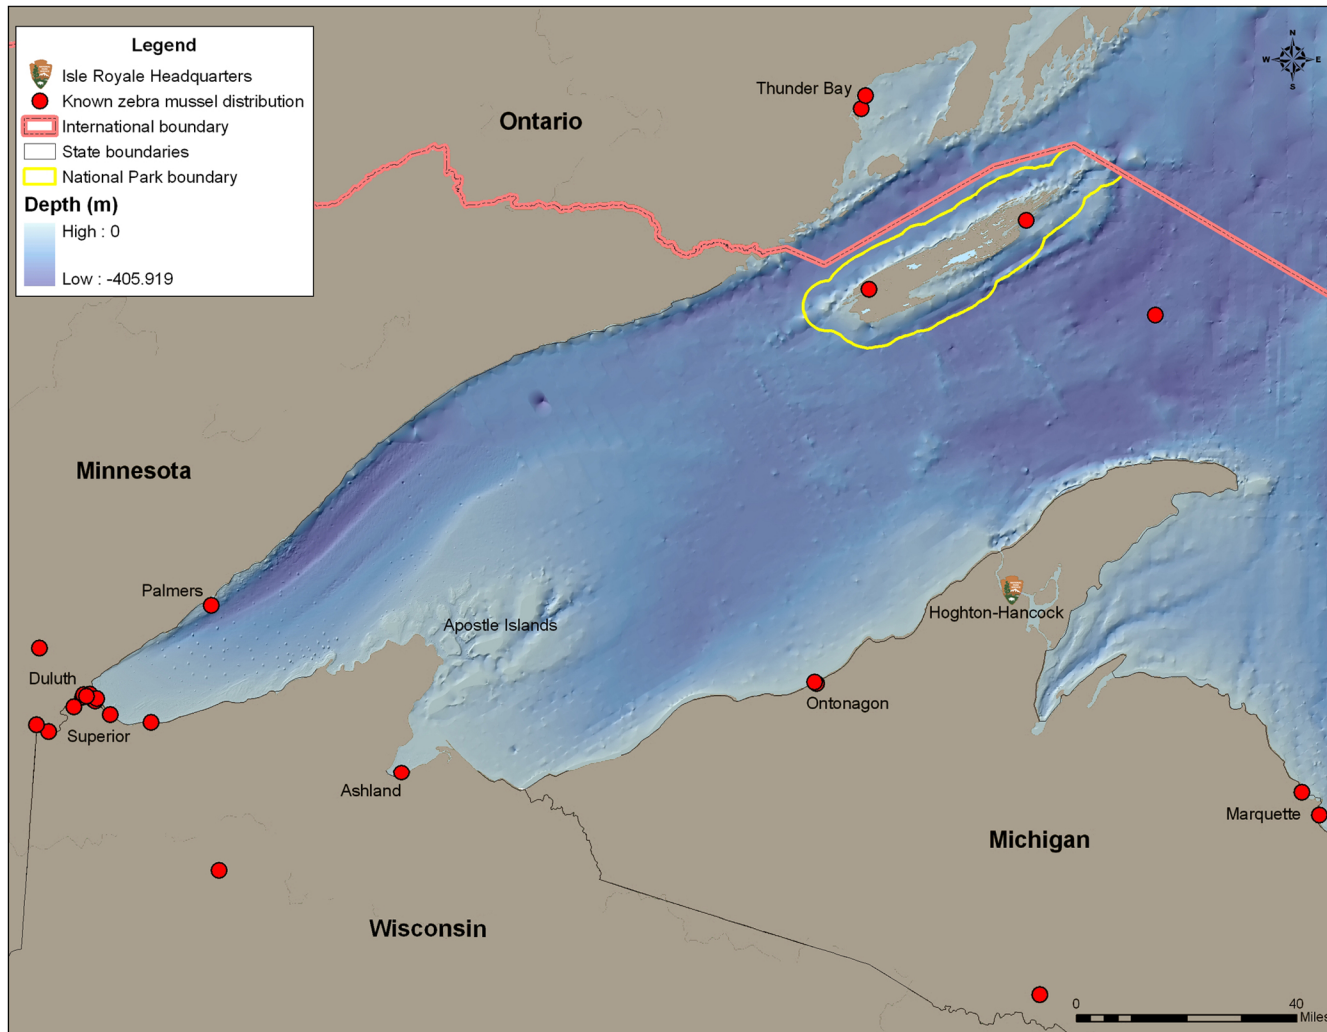 Legend
Isle Royale Headquarters
Known zebra mussel distribution
International boundary
State boundaries
National Park boundary
Depth (m)
High : 0
Low : -405.919
N
W
E
S
Thunder Bay
Ontario
Minnesota
Palmers
Apostle Islands
Hoghton-Hancock
Duluth
Ontonagon
Superior
Ashland
Marquette
Michigan
Wisconsin
0
40
Miles